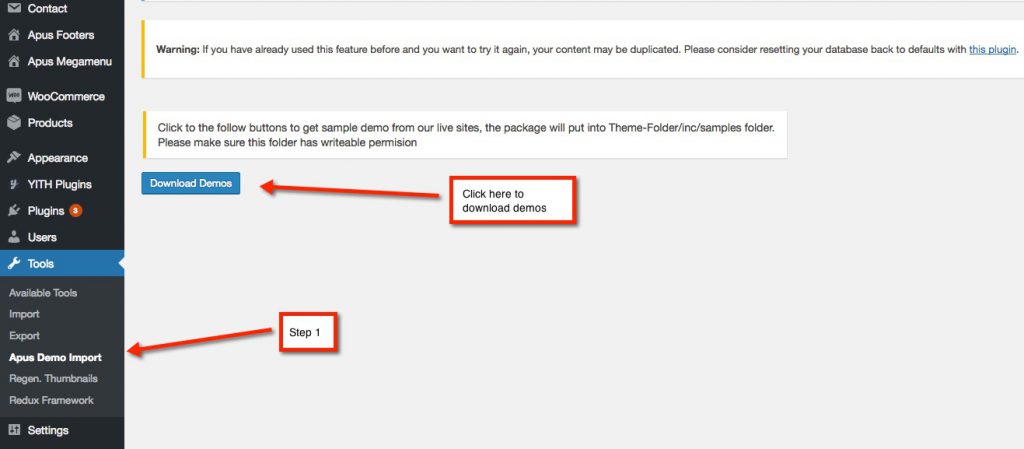 Contact
Apus Footers
Apus Megamenu
WooCommerce
Products
Appearance
YITH Plugins
Plugins 3
Users
Tools
Available Tools
Import
Export
Apus Demo Import
Regen. Thumbnails
Redux Framework
Settings
Warning: If you have already used this feature before and you want to try it again, your content may be duplicated. Please consider resetting your database back to defaults with this plugin.
Click to the follow buttons to get sample demo from our live sites, the package will put into Theme-Folder/inc/samples folder.
Please make sure this folder has writeable permision
Download Demos
Click here to
download demos
Step 1